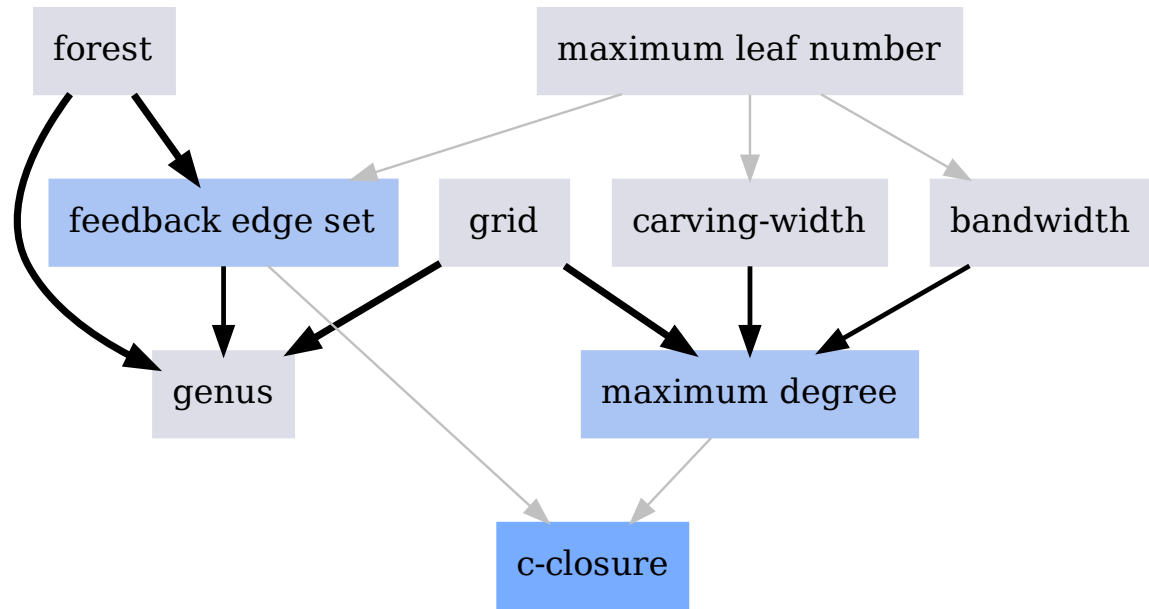 forest
maximum leaf number
feedback edge set
grid
carving-width
bandwidth
genus
maximum degree
c-closure